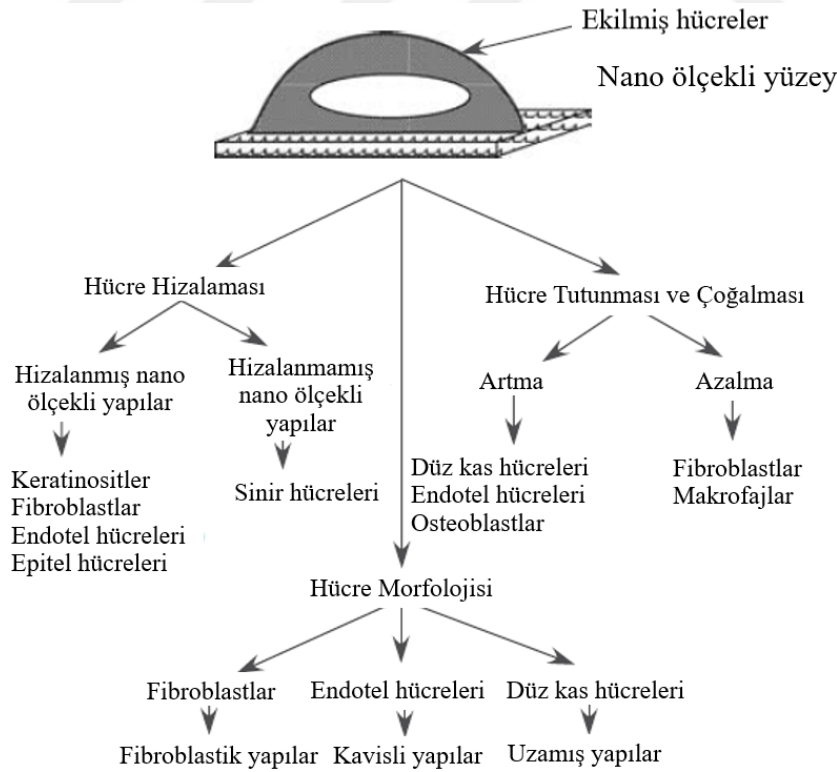 Ekilmiş hücreler
Nano ölçekli yüzey
Hücre Hizalaması
Hücre Tutunması ve Çoğalması
Hizalanmış nano
ölçekli yapılar
Hizalanmamış
nano ölçekli
yapılar
Artma
Azalma
Keratinositler
Fibroblastlar
Endotel hücreleri
Epitel hücreleri
Sinir hücreleri
Düz kas hücreleri
Endotel hücreleri
Osteoblastlar
Fibroblastlar
Makrofajlar
Hücre Morfolojisi
Fibroblastlar
Endotel hücreleri
Düz kas hücreleri
Fibroblastik yapılar
Kavisli yapılar
Uzamış yapılar